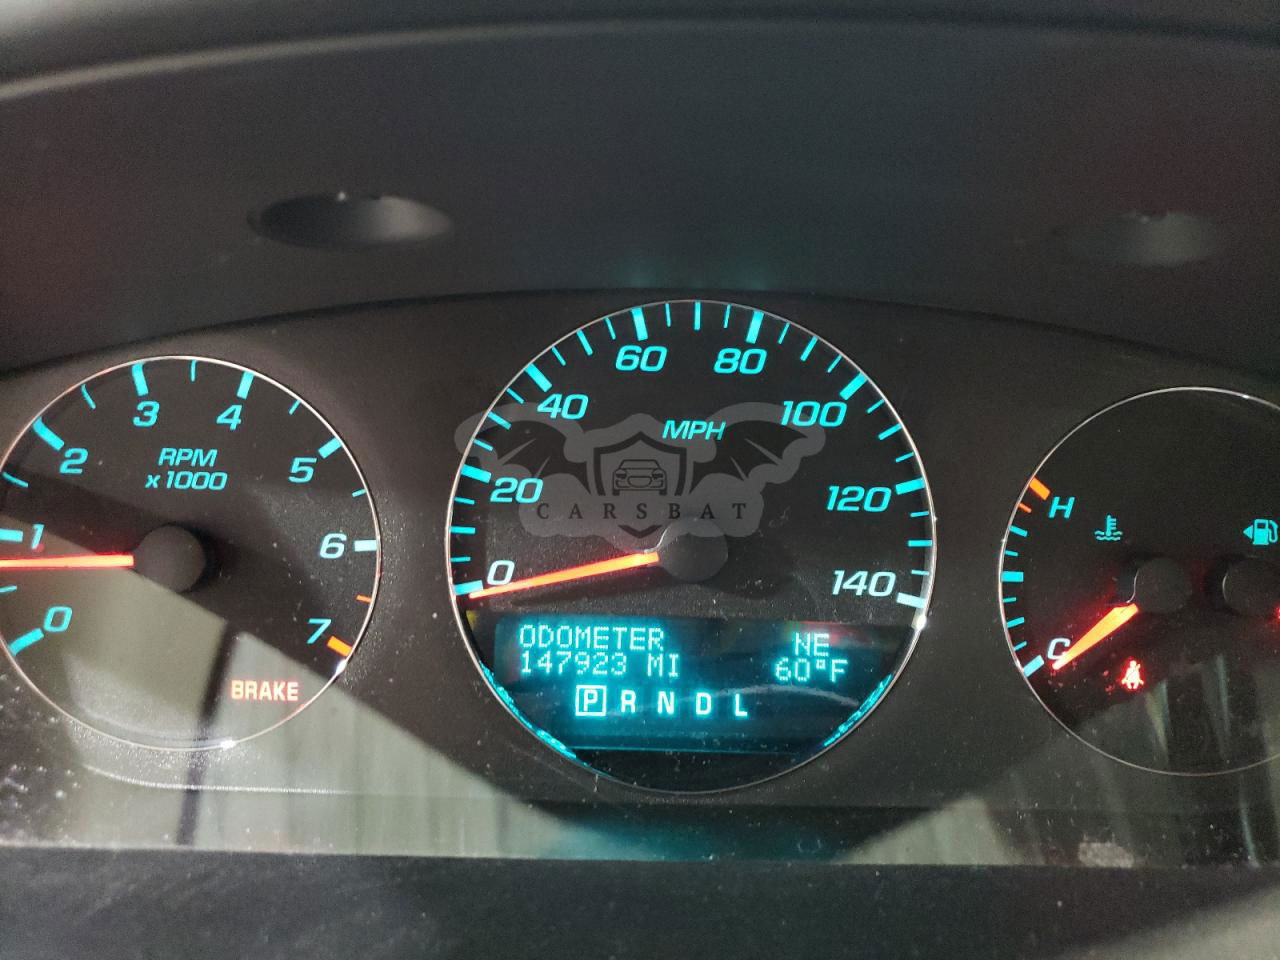 60 80
3 4
40 100
MPH
2 RPM 5
x1000
20 120
H
CARSBAT
1 6
0 140
0 7
ODOMETER NE
147923 MI 60°F
C
BRAKE
P R N D L